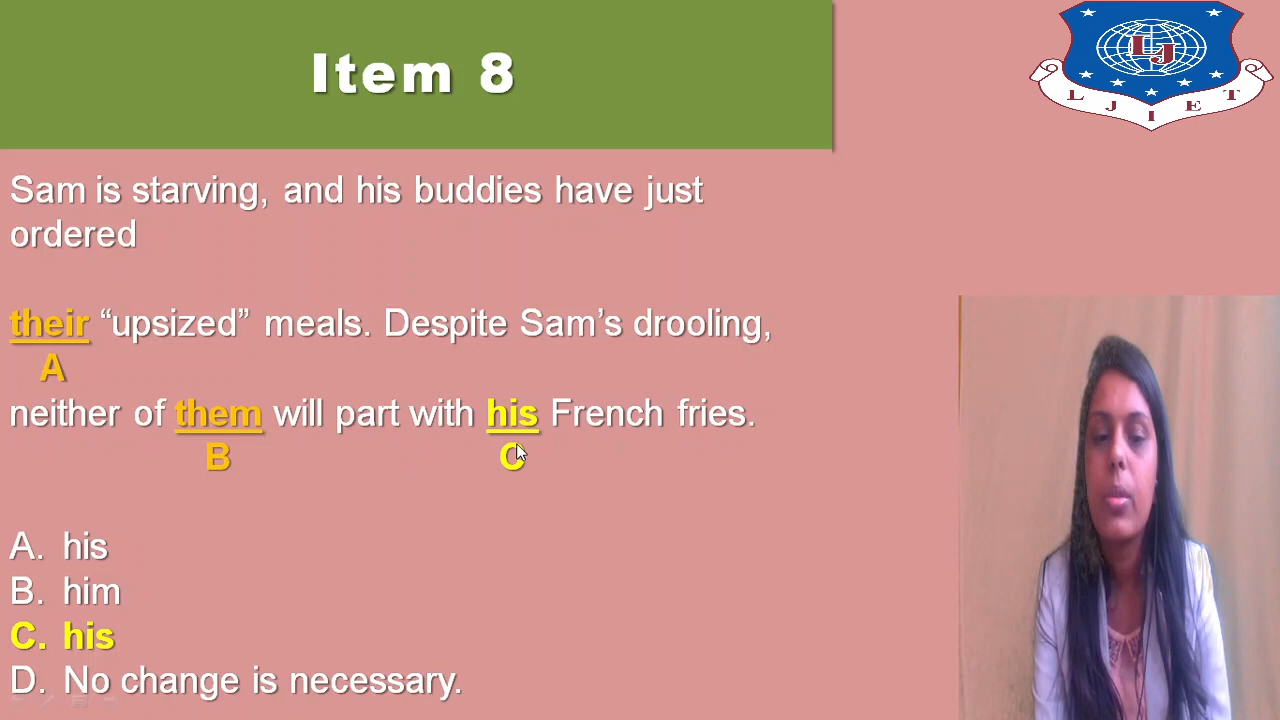 Item 8
LJ
L J I E T
Sam is starving, and his buddies have just
ordered
their “upsized” meals. Despite Sam’s drooling,
A
neither of them will part with his French fries.
B C
A. his
B. him
C. his
D. No change is necessary.